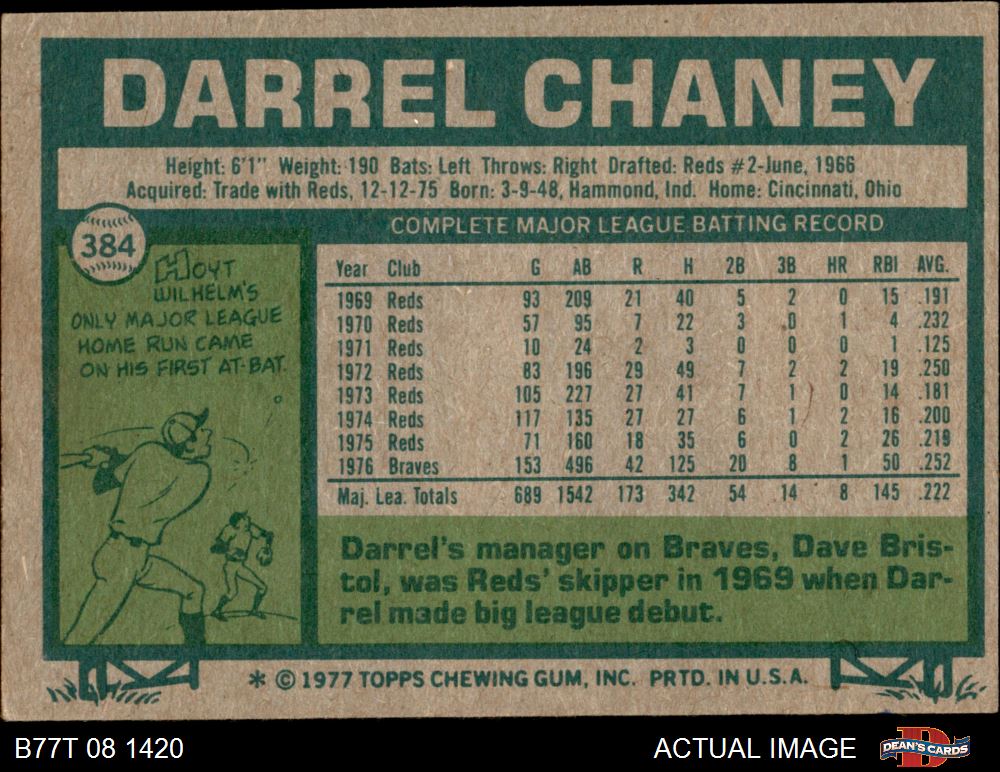 DARREL CHANEY
Height: 6'1" Weight: 190 Bats: Left Throws: Right Drafted: Reds #2-June, 1966
Acquired: Trade with Reds, 12-12-75 Born: 3-9-48, Hammond, Ind. Home: Cincinnati, Ohio
384
HOYT
WILHELM'S
ONLY MAJOR LEAGUE
HOME RUN CAME
ON HIS FIRST AT-BAT.
COMPLETE MAJOR LEAGUE BATTING RECORD
Year Club G AB R H 2B 3B HR RBI AVG.
1969 Reds 93 209 21 40 5 2 0 15 .191
1970 Reds 57 95 7 22 3 0 1 4 .232
1971 Reds 10 24 2 3 0 0 0 1 .125
1972 Reds 83 196 29 49 7 2 2 19 .250
1973 Reds 105 227 27 41 7 1 0 14 .181
1974 Reds 117 135 27 27 6 1 2 16 .200
1975 Reds 71 160 18 35 6 0 2 26 .219
1976 Braves 153 496 42 125 20 8 1 50 .252
Maj. Lea. Totals 689 1542 173 342 54 14 8 145 .222
Darrel's manager on Braves, Dave Bris-
tol, was Reds' skipper in 1969 when Dar-
rel made big league debut.
* © 1977 TOPPS CHEWING GUM, INC. PRTD. IN U.S.A.
B77T 08 1420
ACTUAL IMAGE
D
DEAN'S CARDS